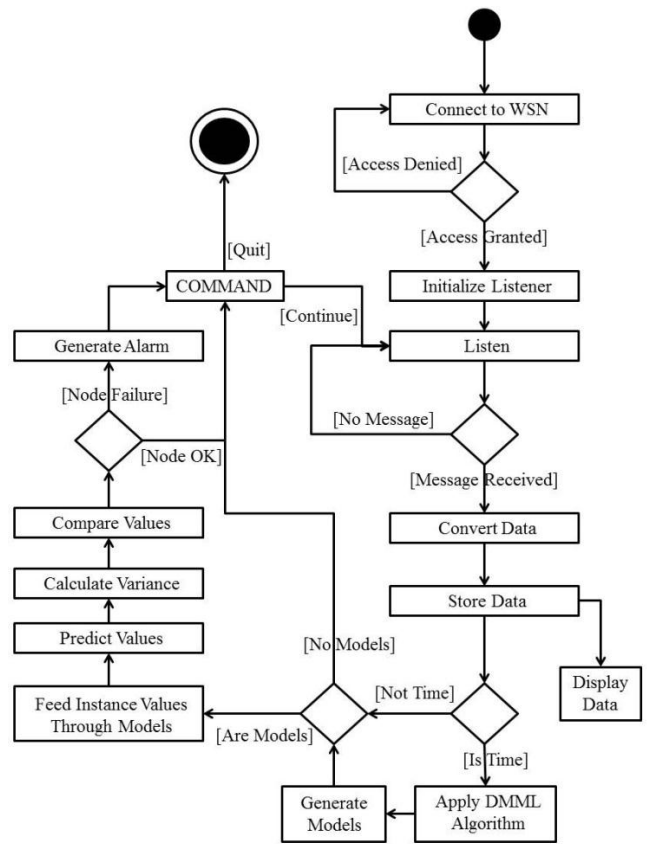 Connect to WSN
[Access Denied]
[Access Granted]
[Quit]
COMMAND
Initialize Listener
[Continue]
Generate Alarm
Listen
[Node Failure]
[No Message]
[Node OK]
[Message Received]
Compare Values
Convert Data
Calculate Variance
Store Data
Predict Values
[No Models]
Display
Data
[Not Time]
Feed Instance Values
Through Models
[Are Models]
[Is Time]
Generate
Models
Apply DMML
Algorithm